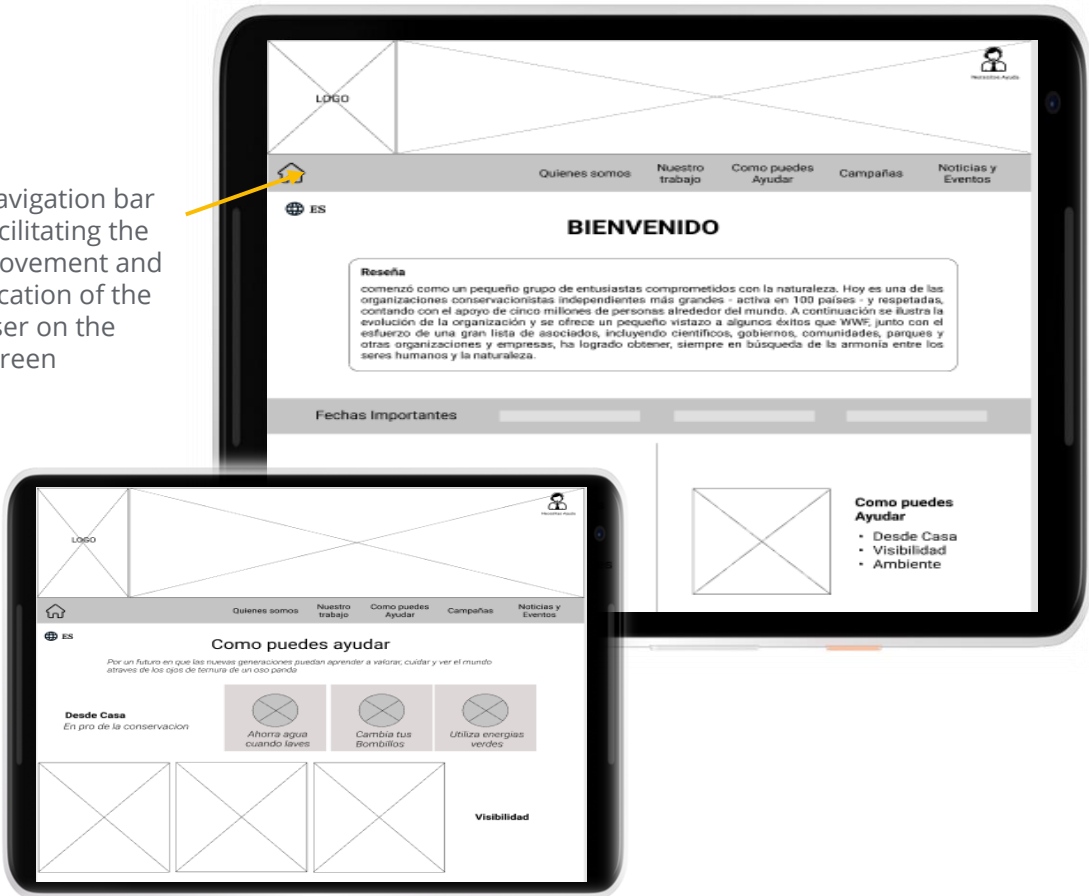 avigation bar
cilitating the
ovement and
cation of the
ser on the
reen
LOGO
Necesitas Ayuda
Quienes somos
Nuestro
trabajo
Como puedes
Ayudar
Campañas
Noticias y
Eventos
ES
BIENVENIDO
Reseña
comenzó como un pequeño grupo de entusiastas comprometidos con la naturaleza. Hoy es una de las
organizaciones conservacionistas independientes más grandes - activa en 100 países - y respetadas,
contando con el apoyo de cinco millones de personas alrededor del mundo. A continuación se ilustra la
evolución de la organización y se ofrece un pequeño vistazo a algunos éxitos que WWF, junto con el
esfuerzo de una gran lista de asociados, incluyendo científicos, gobiernos, comunidades, parques y
otras organizaciones y empresas, ha logrado obtener, siempre en búsqueda de la armonía entre los
seres humanos y la naturaleza.
Fechas Importantes
Como puedes
Ayudar
• Desde Casa
• Visibilidad
• Ambiente
LOGO
Necesitas Ayuda
Quienes somos
Nuestro
trabajo
Como puedes
Ayudar
Campañas
Noticias y
Eventos
ES
Como puedes ayudar
Por un futuro en que las nuevas generaciones puedan aprender a valorar, cuidar y ver el mundo
atraves de los ojos de ternura de un oso panda
Desde Casa
En pro de la conservacion
Ahorra agua
cuando laves
Cambia tus
Bombillos
Utiliza energias
verdes
Visibilidad